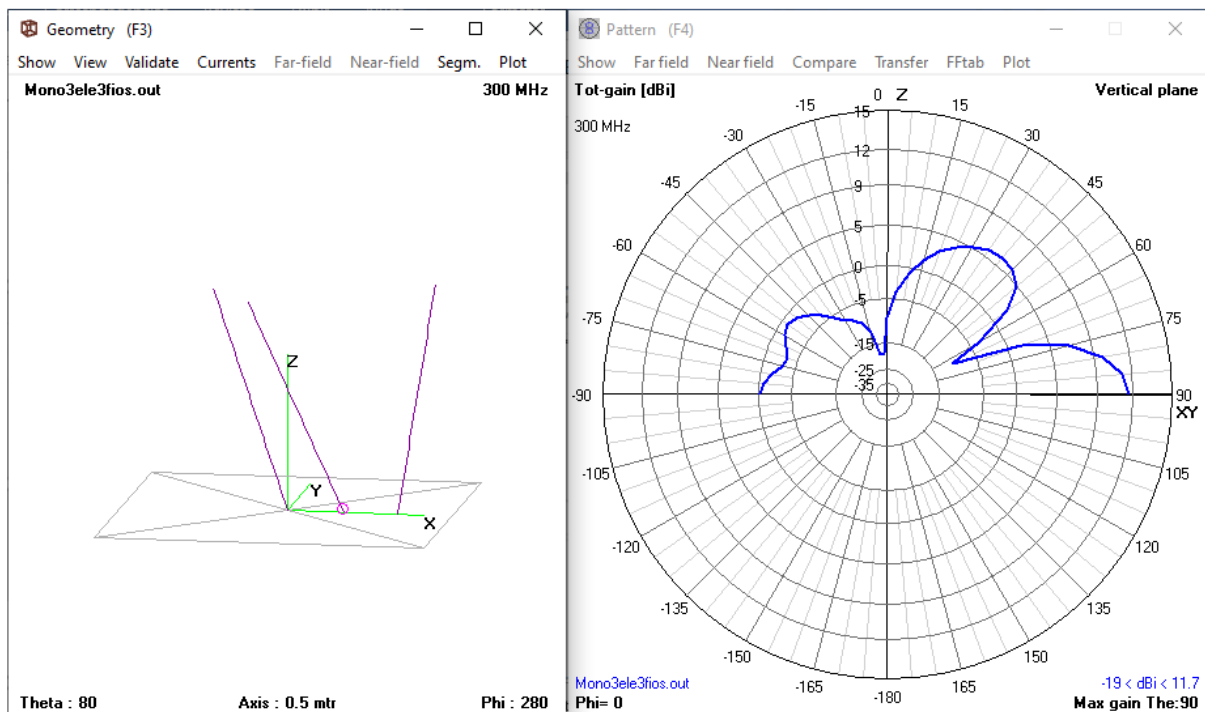 Geometry (F3)
Show View Validate Currents Far-field Near-field Segm. Plot
Mono3ele3fios.out 300 MHz
Z
Y
X
Theta : 80 Axis : 0.5 mtr Phi : 280
Pattern (F4)
Show Far field Near field Compare Transfer FFtab Plot
Tot-gain [dBi] 0 Z Vertical plane
300 MHz
-15 15 15
-30 12 30
-45 9 45
-60 5 60
0
-75 -5 75
-15
-25
-35
-90 90
XY
-105 105
-120 120
-135 135
-150 150
-165 165
-180
Mono3ele3fios.out -19 < dBi < 11.7
Phi= 0 Max gain The:90